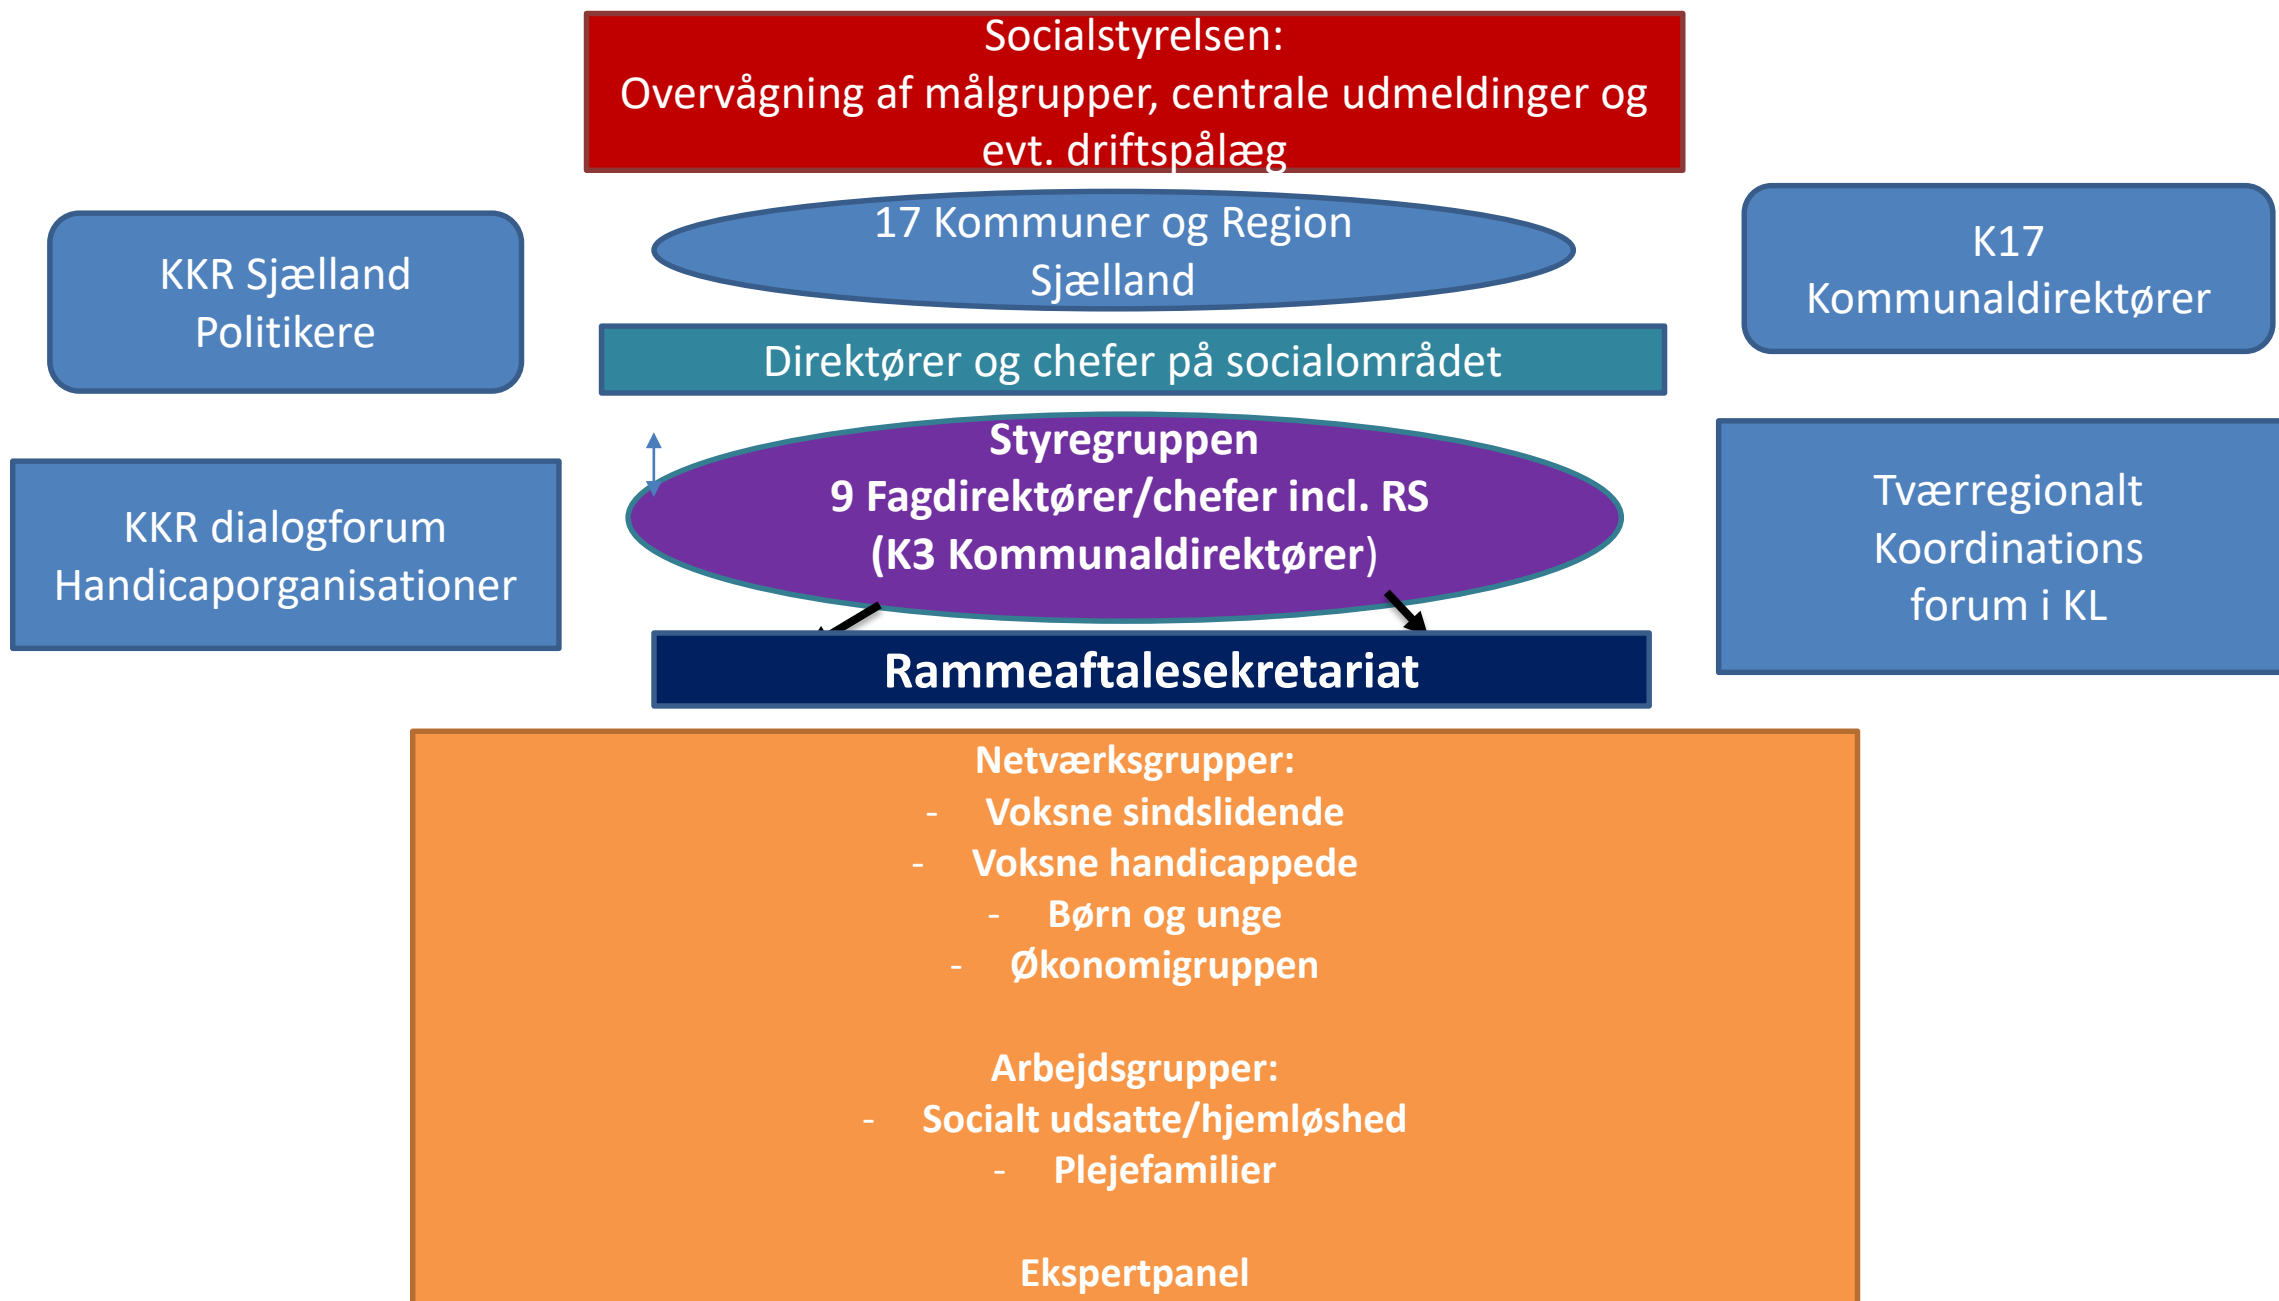 Socialstyrelsen:
Overvågning af målgrupper, centrale udmeldinger og
evt. driftspålæg
17 Kommuner og Region
Sjælland
KKR Sjælland
Politikere
K17
Kommunaldirektører
Direktører og chefer på socialområdet
Styregruppen
9 Fagdirektører/chefer incl. RS
(K3 Kommunaldirektører)
KKR dialogforum
Handicaporganisationer
Tværregionalt
Koordinations
forum i KL
Rammeaftalesekretariat
Netværksgrupper:
- Voksne sindslidende
- Voksne handicappede
- Børn og unge
- Økonomigruppen
Arbejdsgrupper:
- Socialt udsatte/hjemløshed
- Plejefamilier
Ekspertpanel